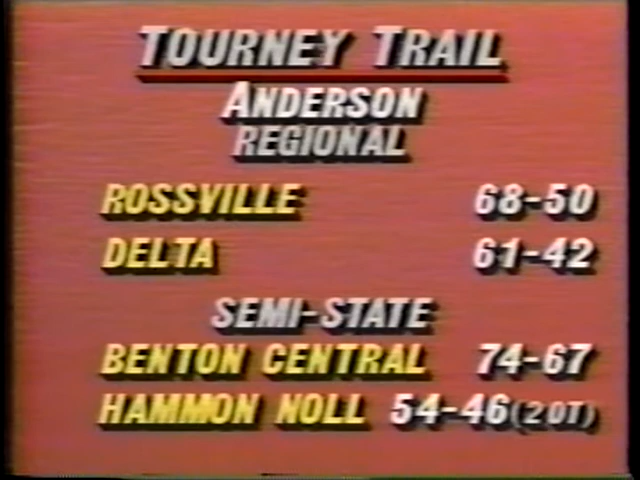 TOURNEY TRAIL
ANDERSON
REGIONAL
ROSSVILLE 68-50
DELTA 61-42
SEMI-STATE
BENTON CENTRAL 74-67
HAMMON NOLL 54-46(2OT)